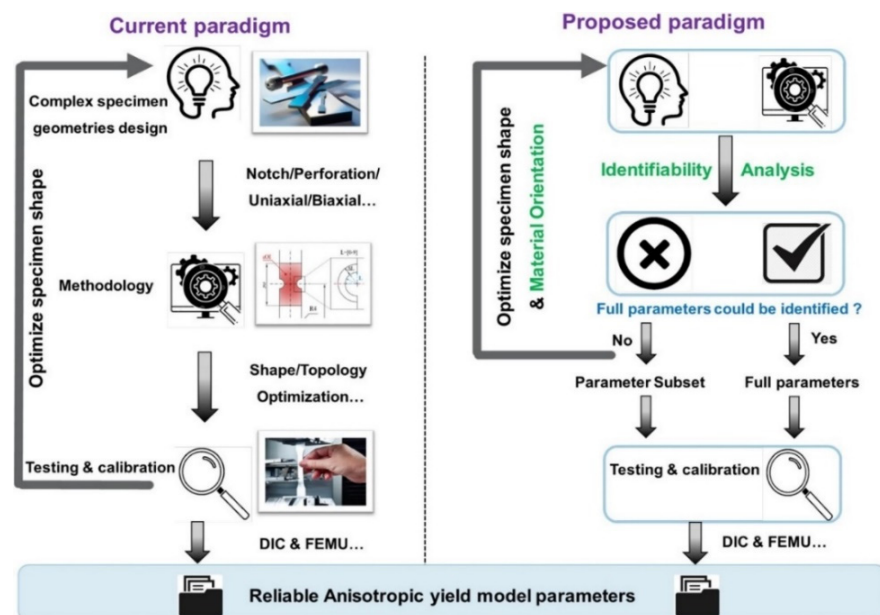 Current paradigm
Complex specimen
geometries design
Optimize specimen shape
Notch/Perforation/
Uniaxial/Biaxial…
Methodology
Shape/Topology
Optimization…
Testing & calibration
DIC & FEMU…
Proposed paradigm
Optimize specimen shape
& Material Orientation
Identifiability Analysis
Full parameters could be identified ?
No
Yes
Parameter Subset
Full parameters
Testing & calibration
DIC & FEMU…
Reliable Anisotropic yield model parameters